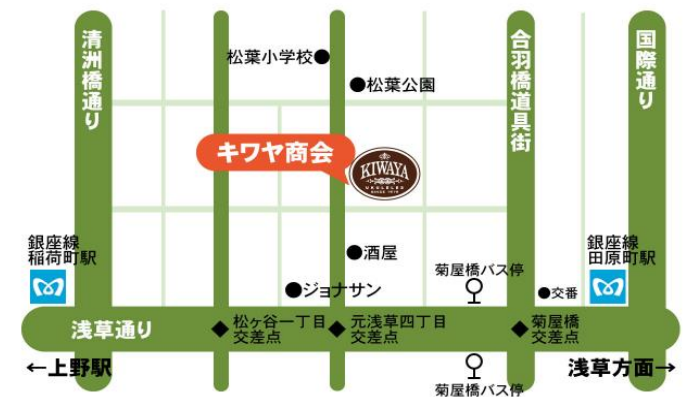 清洲橋通り
合羽橋道具街
国際通り
松葉小学校
松葉公園
キワヤ商会
KIWAYA
UKULELES
酒屋
銀座線
稲荷町駅
銀座線
田原町駅
菊屋橋バス停
交番
ジョナサン
浅草通り
松ヶ谷一丁目
交差点
元浅草四丁目
交差点
菊屋橋
交差点
←上野駅
浅草方面→
菊屋橋バス停